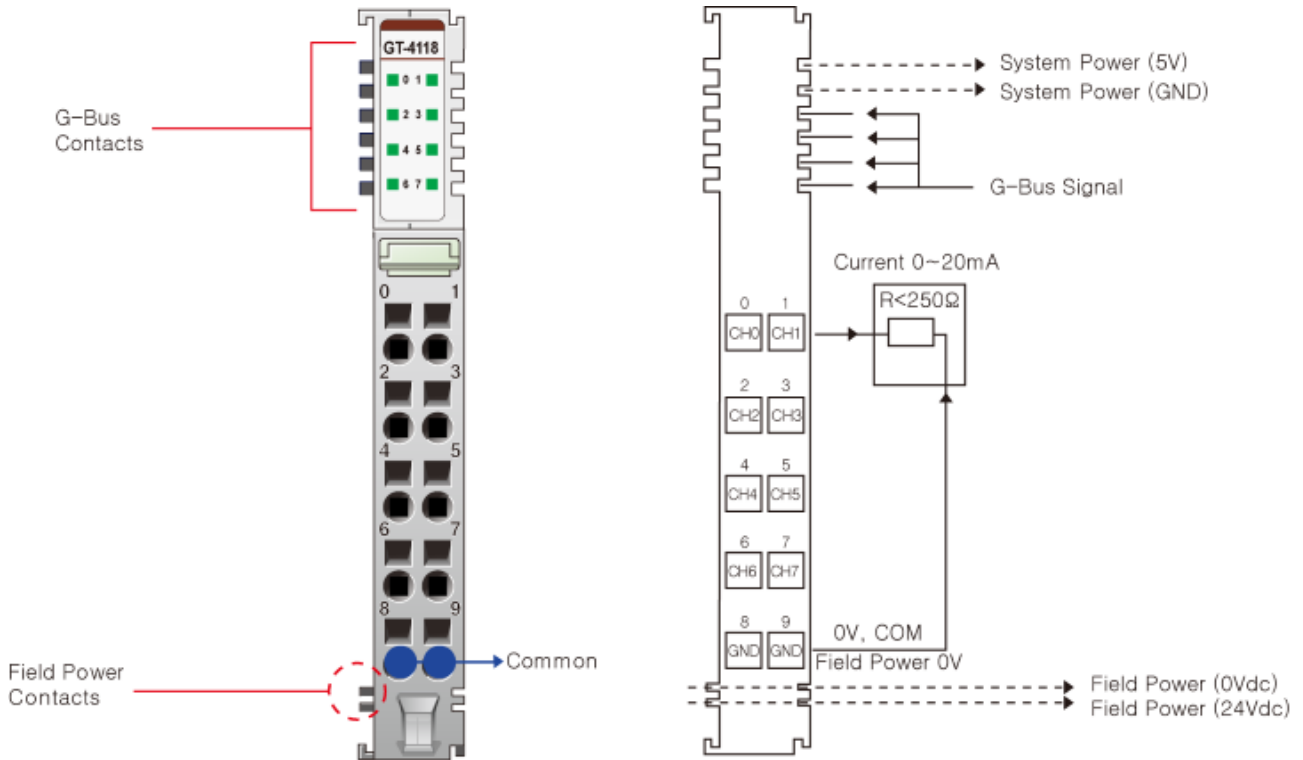 GT-4118
0 1
2 3
4 5
6 7
G-Bus
Contacts
0 1
2 3
4 5
6 7
8 9
Common
Field Power
Contacts
System Power (5V)
System Power (GND)
G-Bus Signal
Current 0~20mA
R<250Ω
0 1
CH0 CH1
2 3
CH2 CH3
4 5
CH4 CH5
6 7
CH6 CH7
8 9
GND GND
0V, COM
Field Power 0V
Field Power (0Vdc)
Field Power (24Vdc)